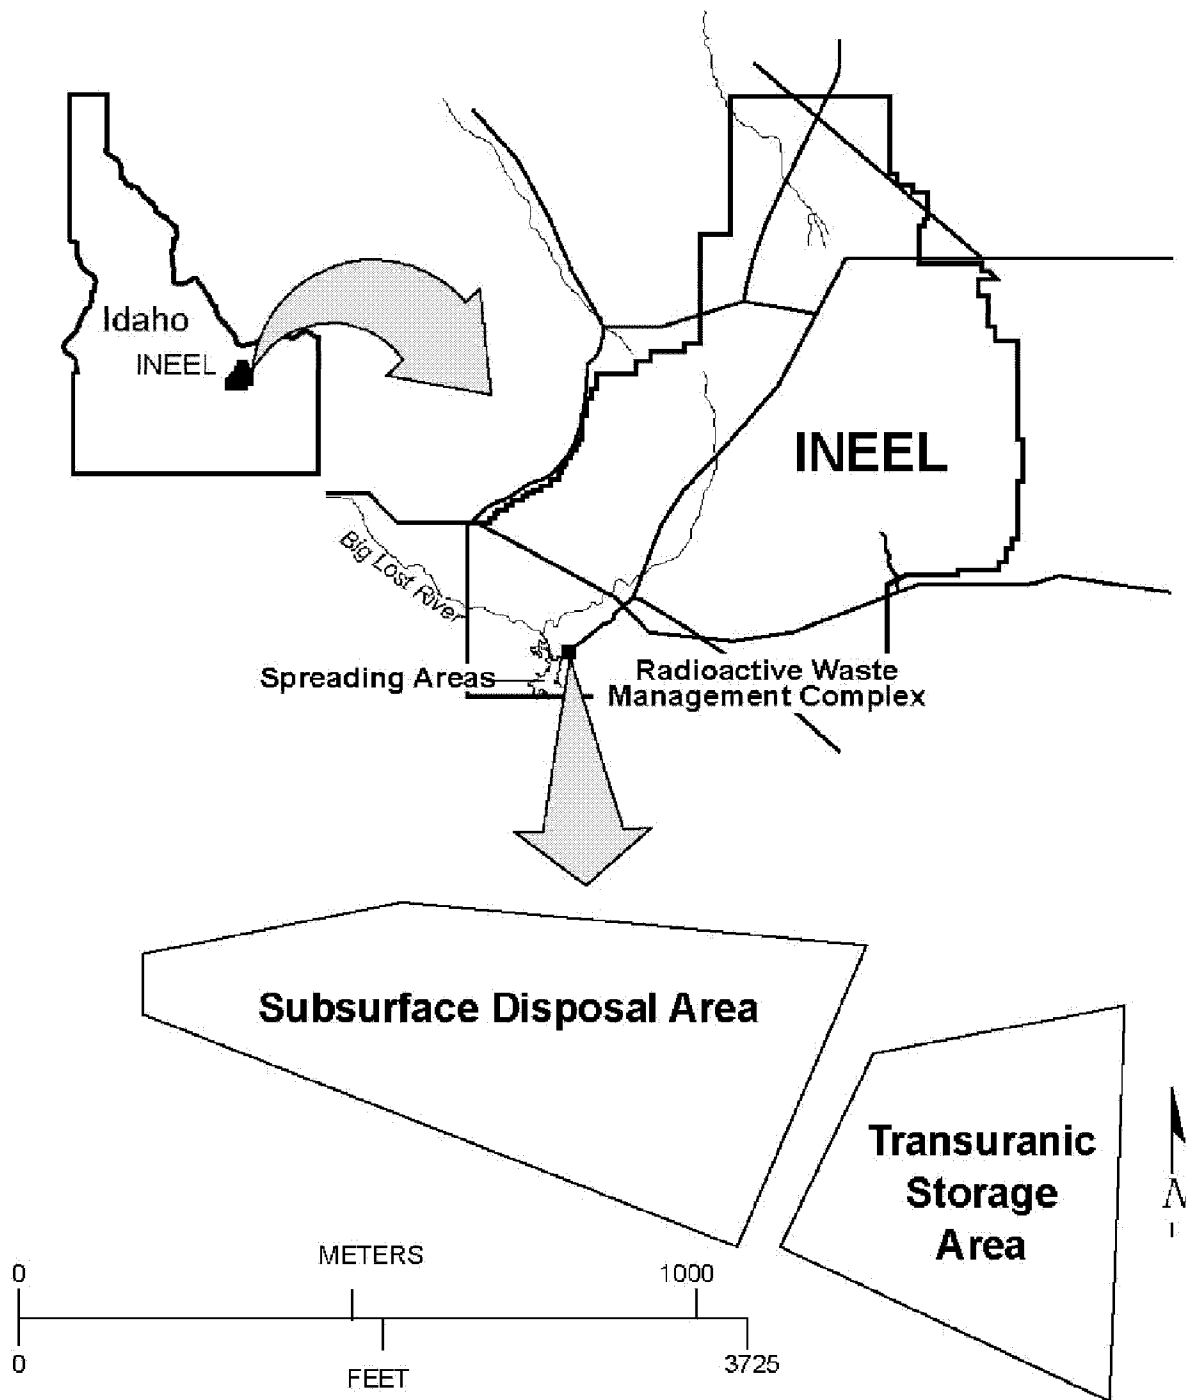 Idaho
INEEL
INEEL
Big Lost River
Spreading Areas
Radioactive Waste
Management Complex
Subsurface Disposal Area
Transuranic
Storage
Area
N
METERS
0
1000
0
3725
FEET